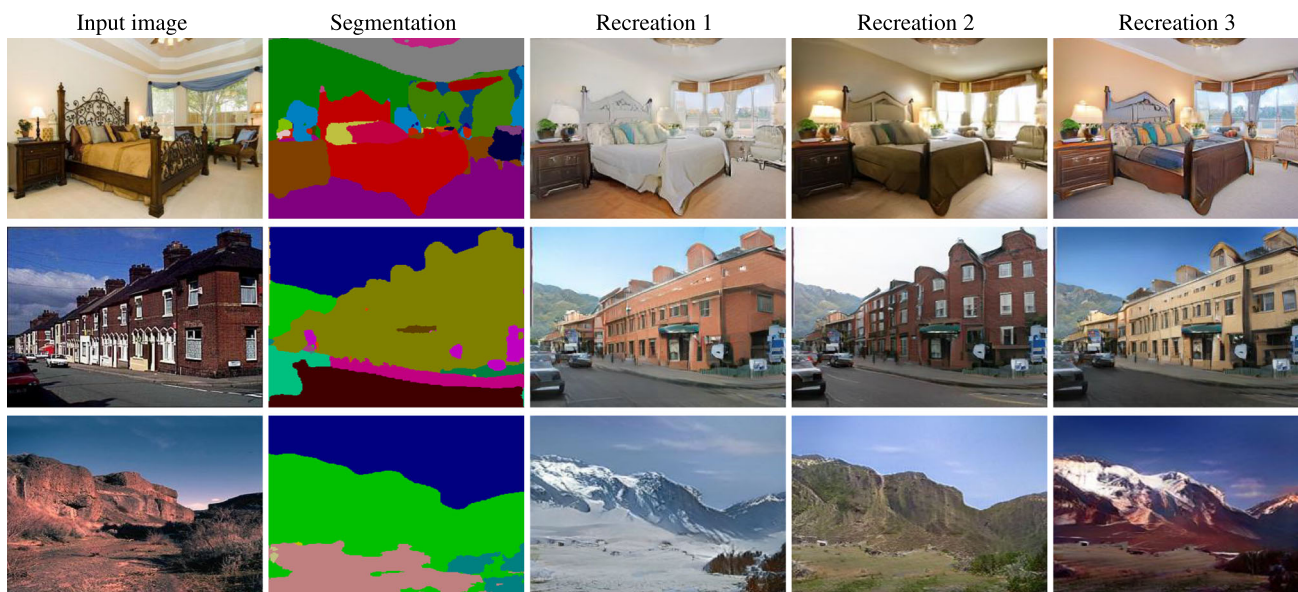 Input image
Segmentation
Recreation 1
Recreation 2
Recreation 3